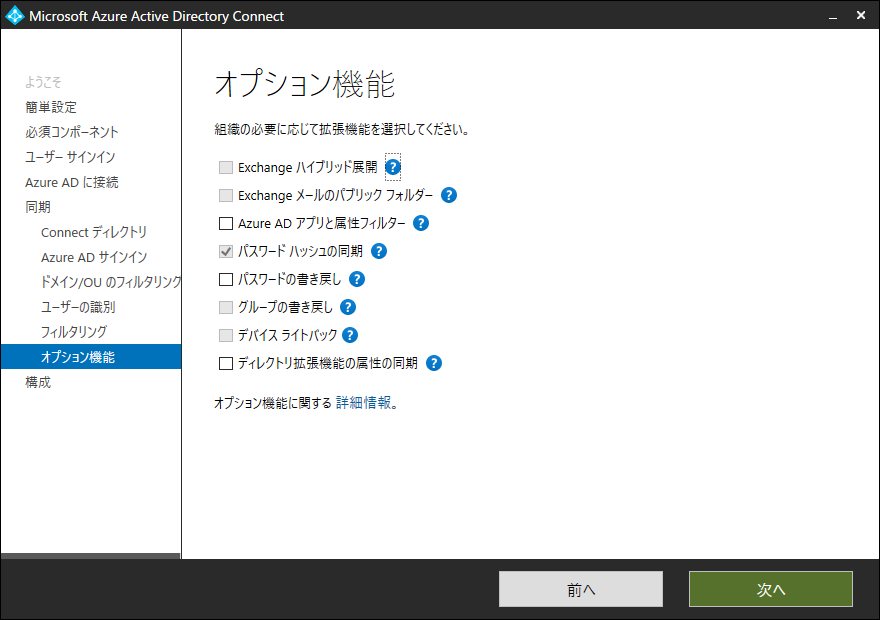 Microsoft Azure Active Directory Connect
ようこそ
簡単設定
必須コンポーネント
ユーザー サインイン
Azure AD に接続
同期
Connect ディレクトリ
Azure AD サインイン
ドメイン/OU のフィルタリング
ユーザーの識別
フィルタリング
オプション機能
構成
オプション機能
組織の必要に応じて拡張機能を選択してください。
Exchange ハイブリッド展開 ?
Exchange メールのパブリック フォルダー ?
Azure AD アプリと属性フィルター ?
パスワード ハッシュの同期 ?
パスワードの書き戻し ?
グループの書き戻し ?
デバイス ライトバック ?
ディレクトリ拡張機能の属性の同期 ?
オプション機能に関する 詳細情報。
前へ
次へ